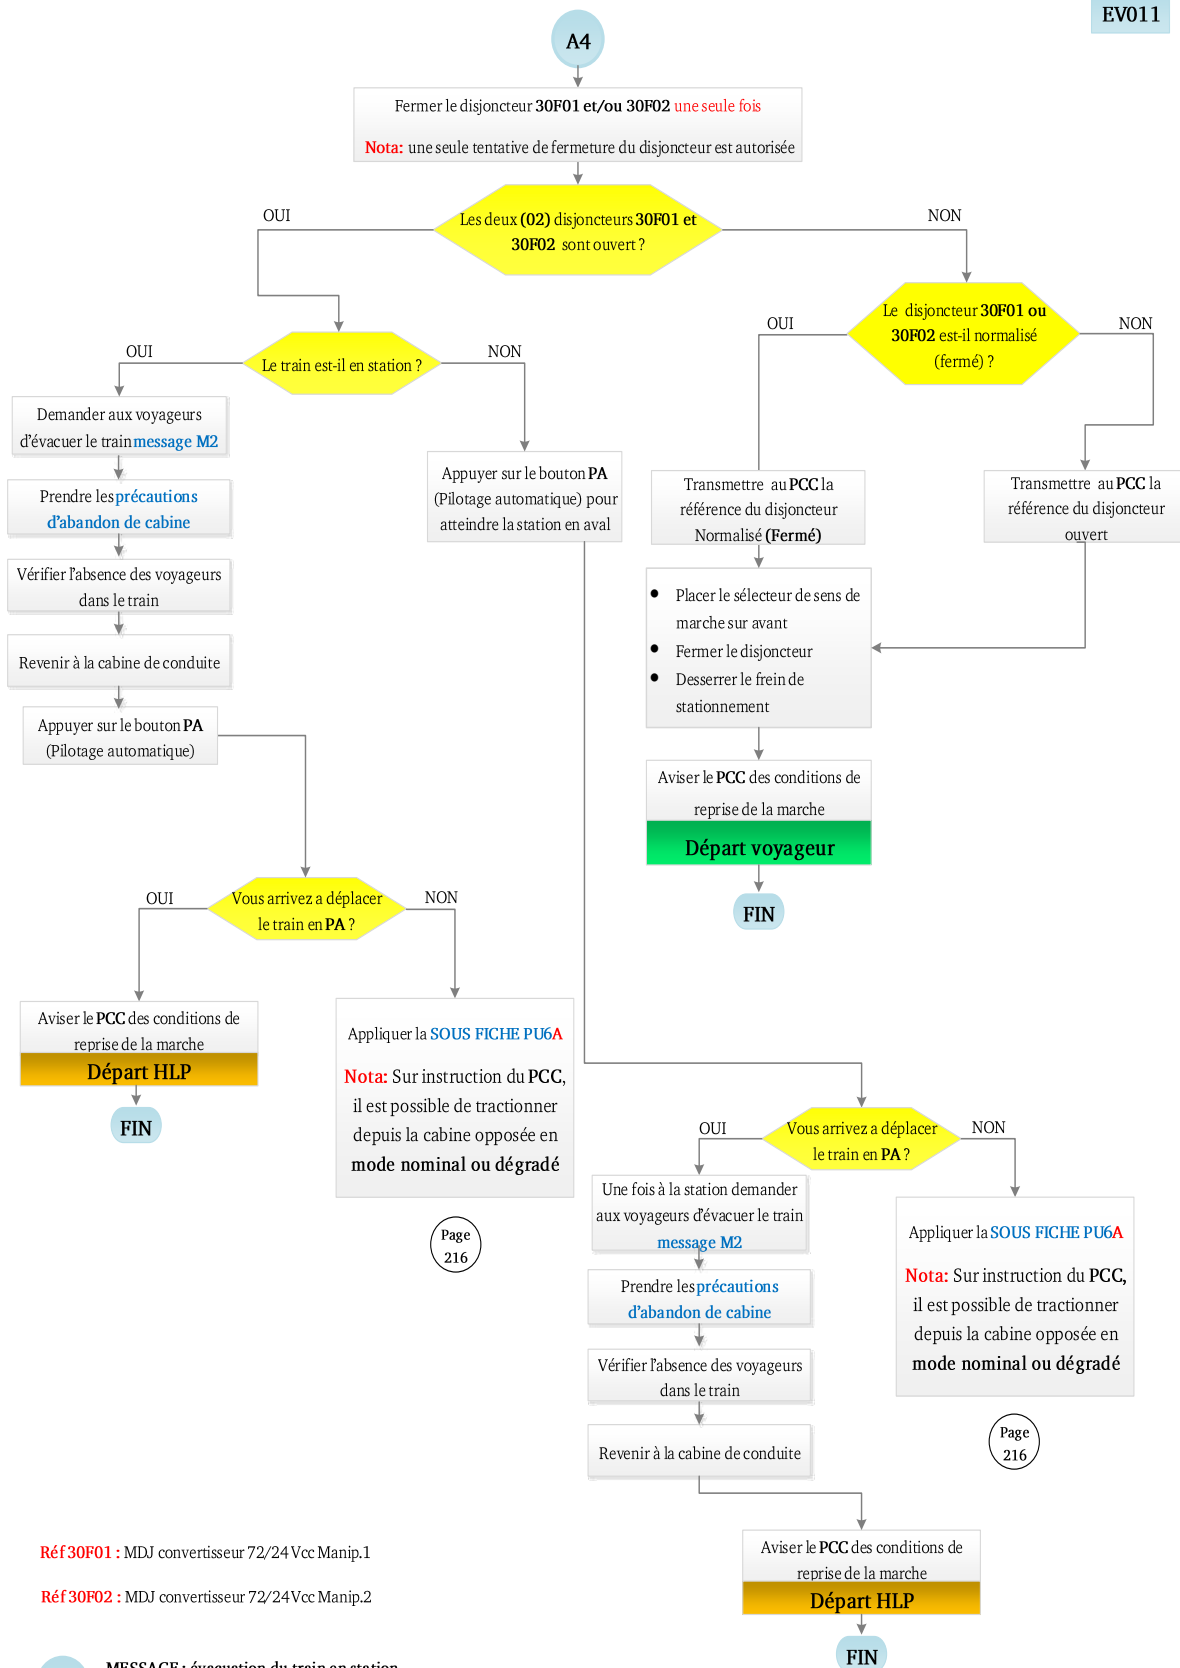 EV011
A4
Fermer le disjoncteur 30F01 et/ou 30F02 une seule fois
Nota: une seule tentative de fermeture du disjoncteur est autorisée
Les deux (02) disjoncteurs 30F01 et
30F02 sont ouvert ?
OUI
NON
Le disjoncteur 30F01 ou
30F02 est-il normalisé
(fermé) ?
OUI
NON
Le train est-il en station ?
OUI
NON
Demander aux voyageurs
d'évacuer le train message M2
Prendre les précautions
d'abandon de cabine
Vérifier l'absence des voyageurs
dans le train
Revenir à la cabine de conduite
Appuyer sur le bouton PA
(Pilotage automatique)
Appuyer sur le bouton PA
(Pilotage automatique) pour
atteindre la station en aval
Transmettre au PCC la
référence du disjoncteur
Normalisé (Fermé)
Transmettre au PCC la
référence du disjoncteur
ouvert
• Placer le sélecteur de sens de
marche sur avant
• Fermer le disjoncteur
• Desserrer le frein de
stationnement
Aviser le PCC des conditions de
reprise de la marche
Départ voyageur
FIN
Vous arrivez a déplacer
le train en PA ?
OUI
NON
Aviser le PCC des conditions de
reprise de la marche
Départ HLP
FIN
Appliquer la SOUS FICHE PU6A
Nota: Sur instruction du PCC,
il est possible de tractionner
depuis la cabine opposée en
mode nominal ou dégradé
Page
216
Vous arrivez a déplacer
le train en PA ?
OUI
NON
Une fois à la station demander
aux voyageurs d'évacuer le train
message M2
Prendre les précautions
d'abandon de cabine
Vérifier l'absence des voyageurs
dans le train
Revenir à la cabine de conduite
Appliquer la SOUS FICHE PU6A
Nota: Sur instruction du PCC,
il est possible de tractionner
depuis la cabine opposée en
mode nominal ou dégradé
Page
216
Aviser le PCC des conditions de
reprise de la marche
Départ HLP
FIN
Réf 30F01 : MDJ convertisseur 72/24 Vcc Manip.1
Réf 30F02 : MDJ convertisseur 72/24 Vcc Manip.2
MESSAGE : évacuation du train en station